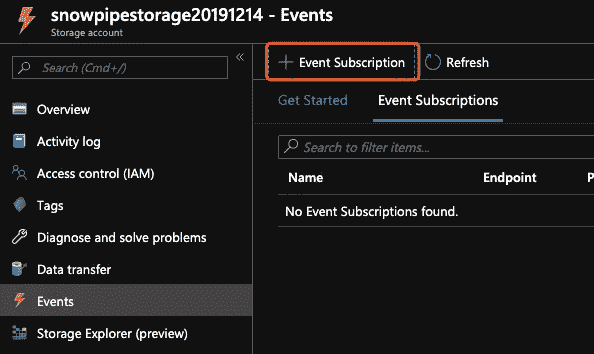 snowpipestorage20191214 - Events
Storage account
Search (Cmd+/)
«
Overview
Activity log
Access control (IAM)
Tags
Diagnose and solve problems
Data transfer
Events
Storage Explorer (preview)
+ Event Subscription
Refresh
Get Started
Event Subscriptions
Search to filter items...
Name
Endpoint
P
No Event Subscriptions found.